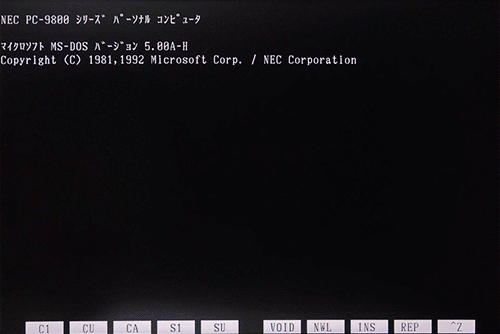 NEC PC-9800 ｼﾘｰｽﾞ ﾊﾟｰｿﾅﾙ ｺﾝﾋﾟｭｰﾀ
ﾏｲｸﾛｿﾌﾄ MS-DOS ﾊﾞｰｼﾞｮﾝ 5.00A-H
Copyright (C) 1981,1992 Microsoft Corp. / NEC Corporation
C1 CU CA S1 SU VOID NWL INS REP ^Z